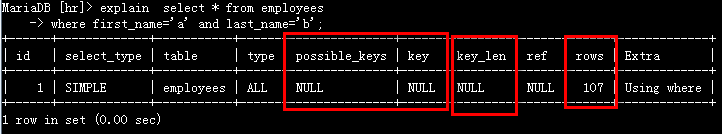 MariaDB [hr]> explain  select * from employees
    -> where first_name='a' and last_name='b';
+------+-------------+-----------+------+---------------+------+---------+------+------+-------------+
| id   | select_type | table     | type | possible_keys | key  | key_len | ref  | rows | Extra       |
+------+-------------+-----------+------+---------------+------+---------+------+------+-------------+
|    1 | SIMPLE      | employees | ALL  | NULL          | NULL | NULL    | NULL |  107 | Using where |
+------+-------------+-----------+------+---------------+------+---------+------+------+-------------+
1 row in set (0.00 sec)